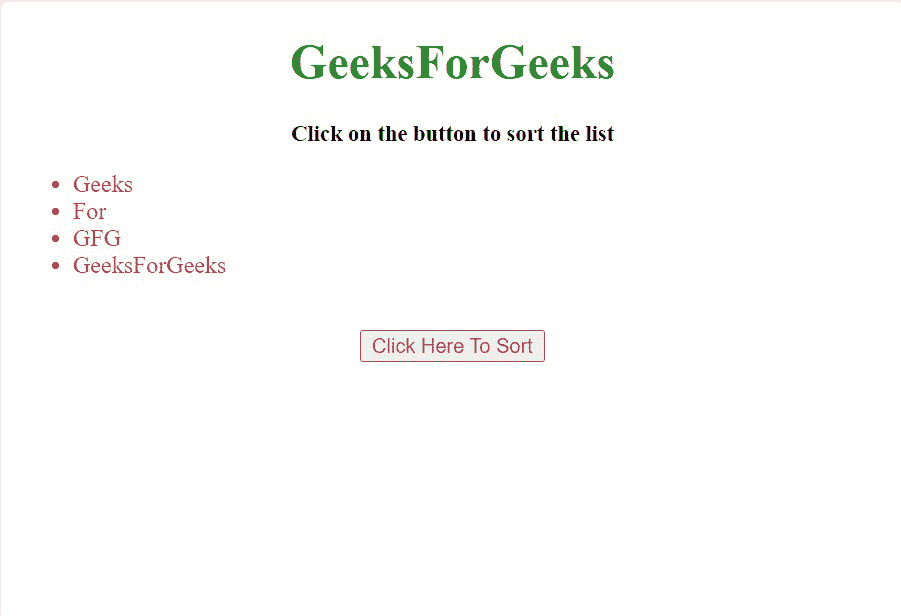 GeeksForGeeks
Click on the button to sort the list
Geeks
For
GFG
GeeksForGeeks
Click Here To Sort